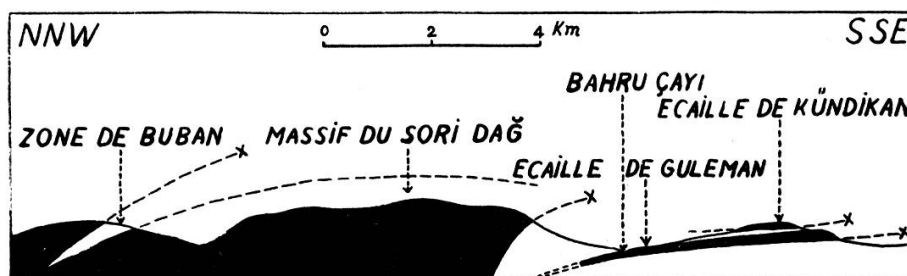 NNW
0 2 4 Km
SSE
BAHRU ÇAYI
ECAILLE DE KÜNDIKAN
ZONE DE BUBAN
MASSIF DU SORI DAĞ
ECAILLE DE GULEMAN